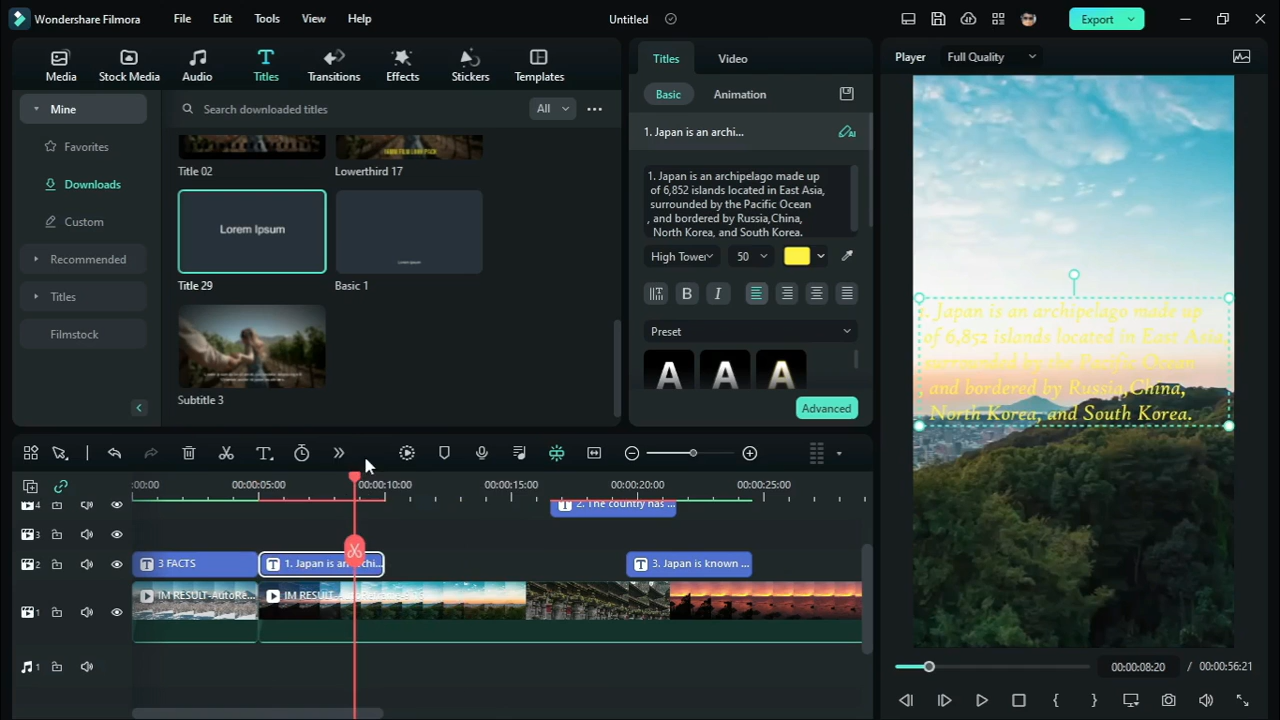 Wondershare Filmora
File
Edit
Tools
View
Help
Untitled
Export
Media
Stock Media
Audio
Titles
Transitions
Effects
Stickers
Templates
Mine
Favorites
Downloads
Custom
Recommended
Titles
Filmstock
Search downloaded titles
All
Title 02
Lowerthird 17
Lorem Ipsum
Title 29
Basic 1
Subtitle 3
Titles
Video
Basic
Animation
1. Japan is an archi...
1. Japan is an archipelago made up
of 6,852 islands located in East Asia,
surrounded by the Pacific Ocean
, and bordered by Russia,China,
North Korea, and South Korea.
High Tower
50
B
I
Preset
A
A
A
Advanced
Player
Full Quality
. Japan is an archipelago made up
of 6,852 islands located in East Asia,
surrounded by the Pacific Ocean
, and bordered by Russia,China,
North Korea, and South Korea.
00:00:08:20
/ 00:00:56:21
:00:00
00:00:05:00
00:00:10:00
00:00:15:00
00:00:20:00
00:00:25:00
4
2. The country has ...
3
2
3 FACTS
1. Japan is an archi...
3. Japan is known ...
1
IM RESULT-AutoRe...
IM RESULT
1